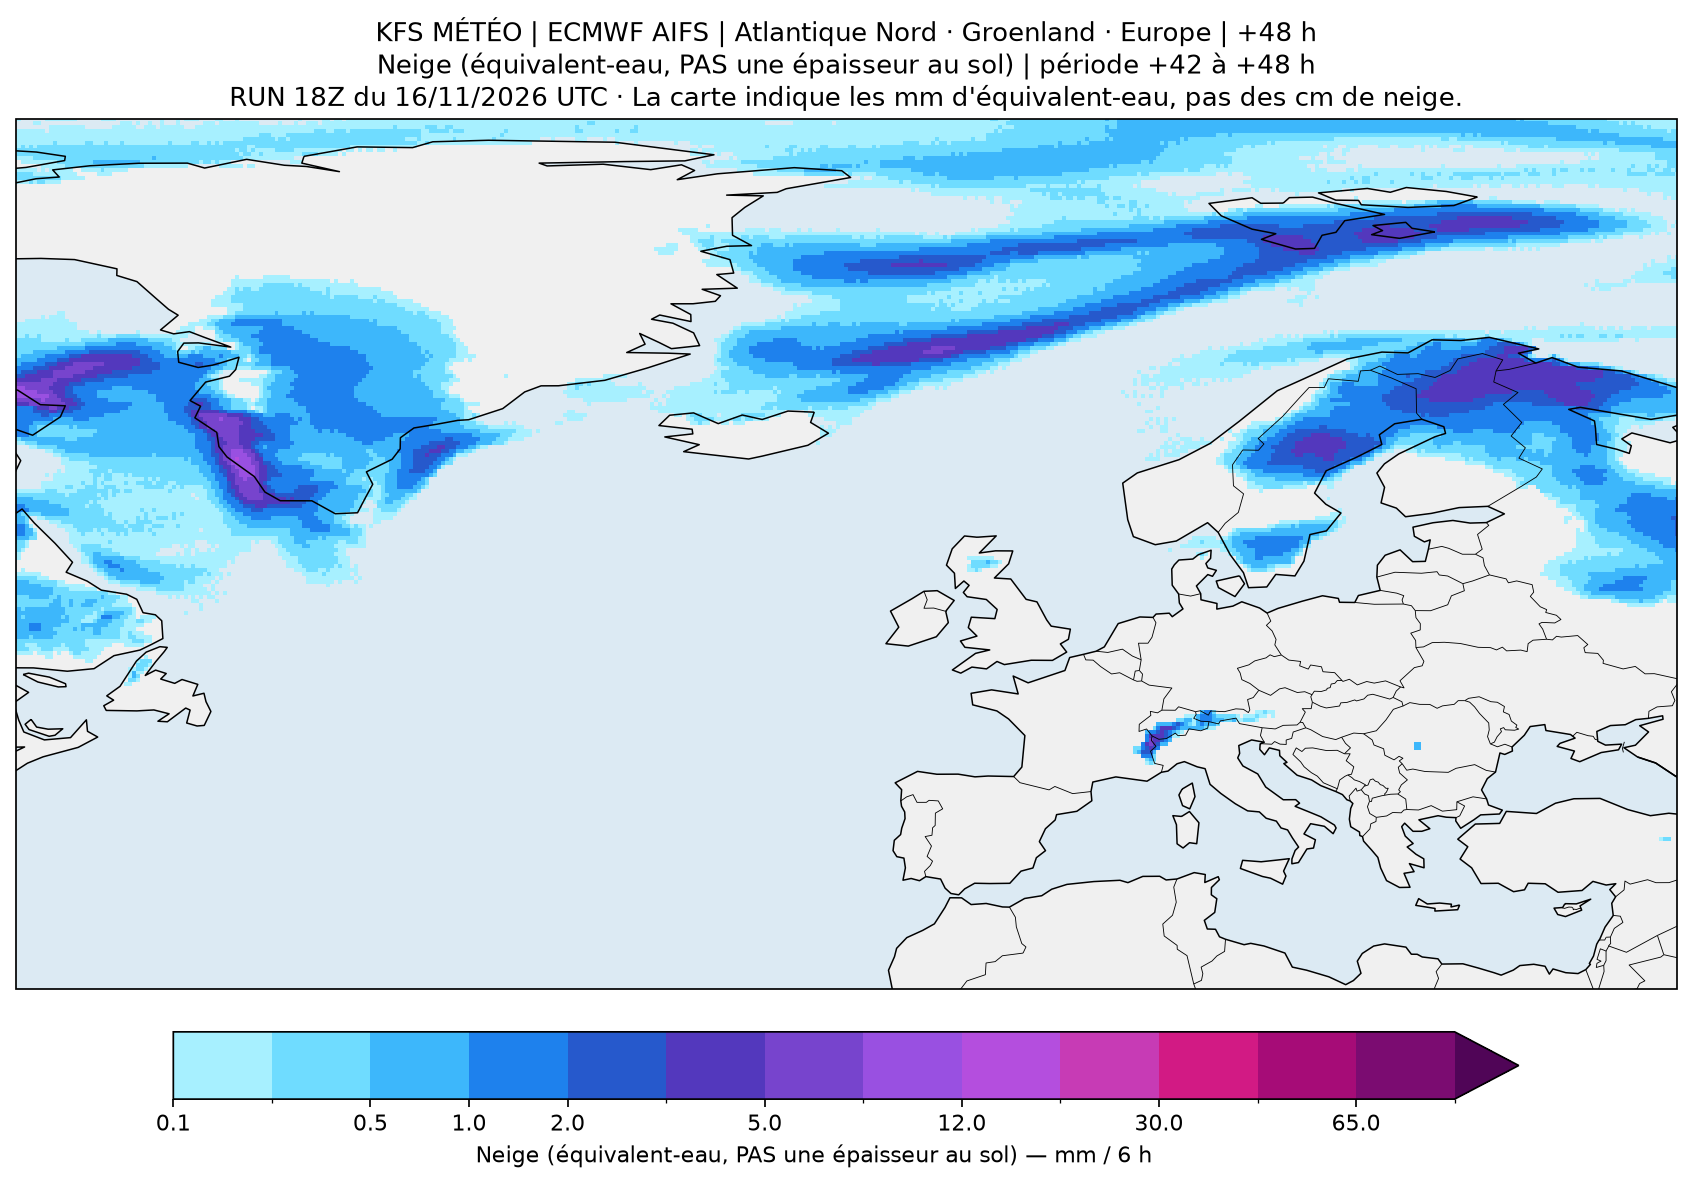 KFS MÉTÉO | ECMWF AIFS | Atlantique Nord · Groenland · Europe | +48 h
Neige (équivalent-eau, PAS une épaisseur au sol) | période +42 à +48 h
RUN 18Z du 16/11/2026 UTC · La carte indique les mm d'équivalent-eau, pas des cm de neige.
0.1 0.5 1.0 2.0 5.0 12.0 30.0 65.0
Neige (équivalent-eau, PAS une épaisseur au sol) — mm / 6 h